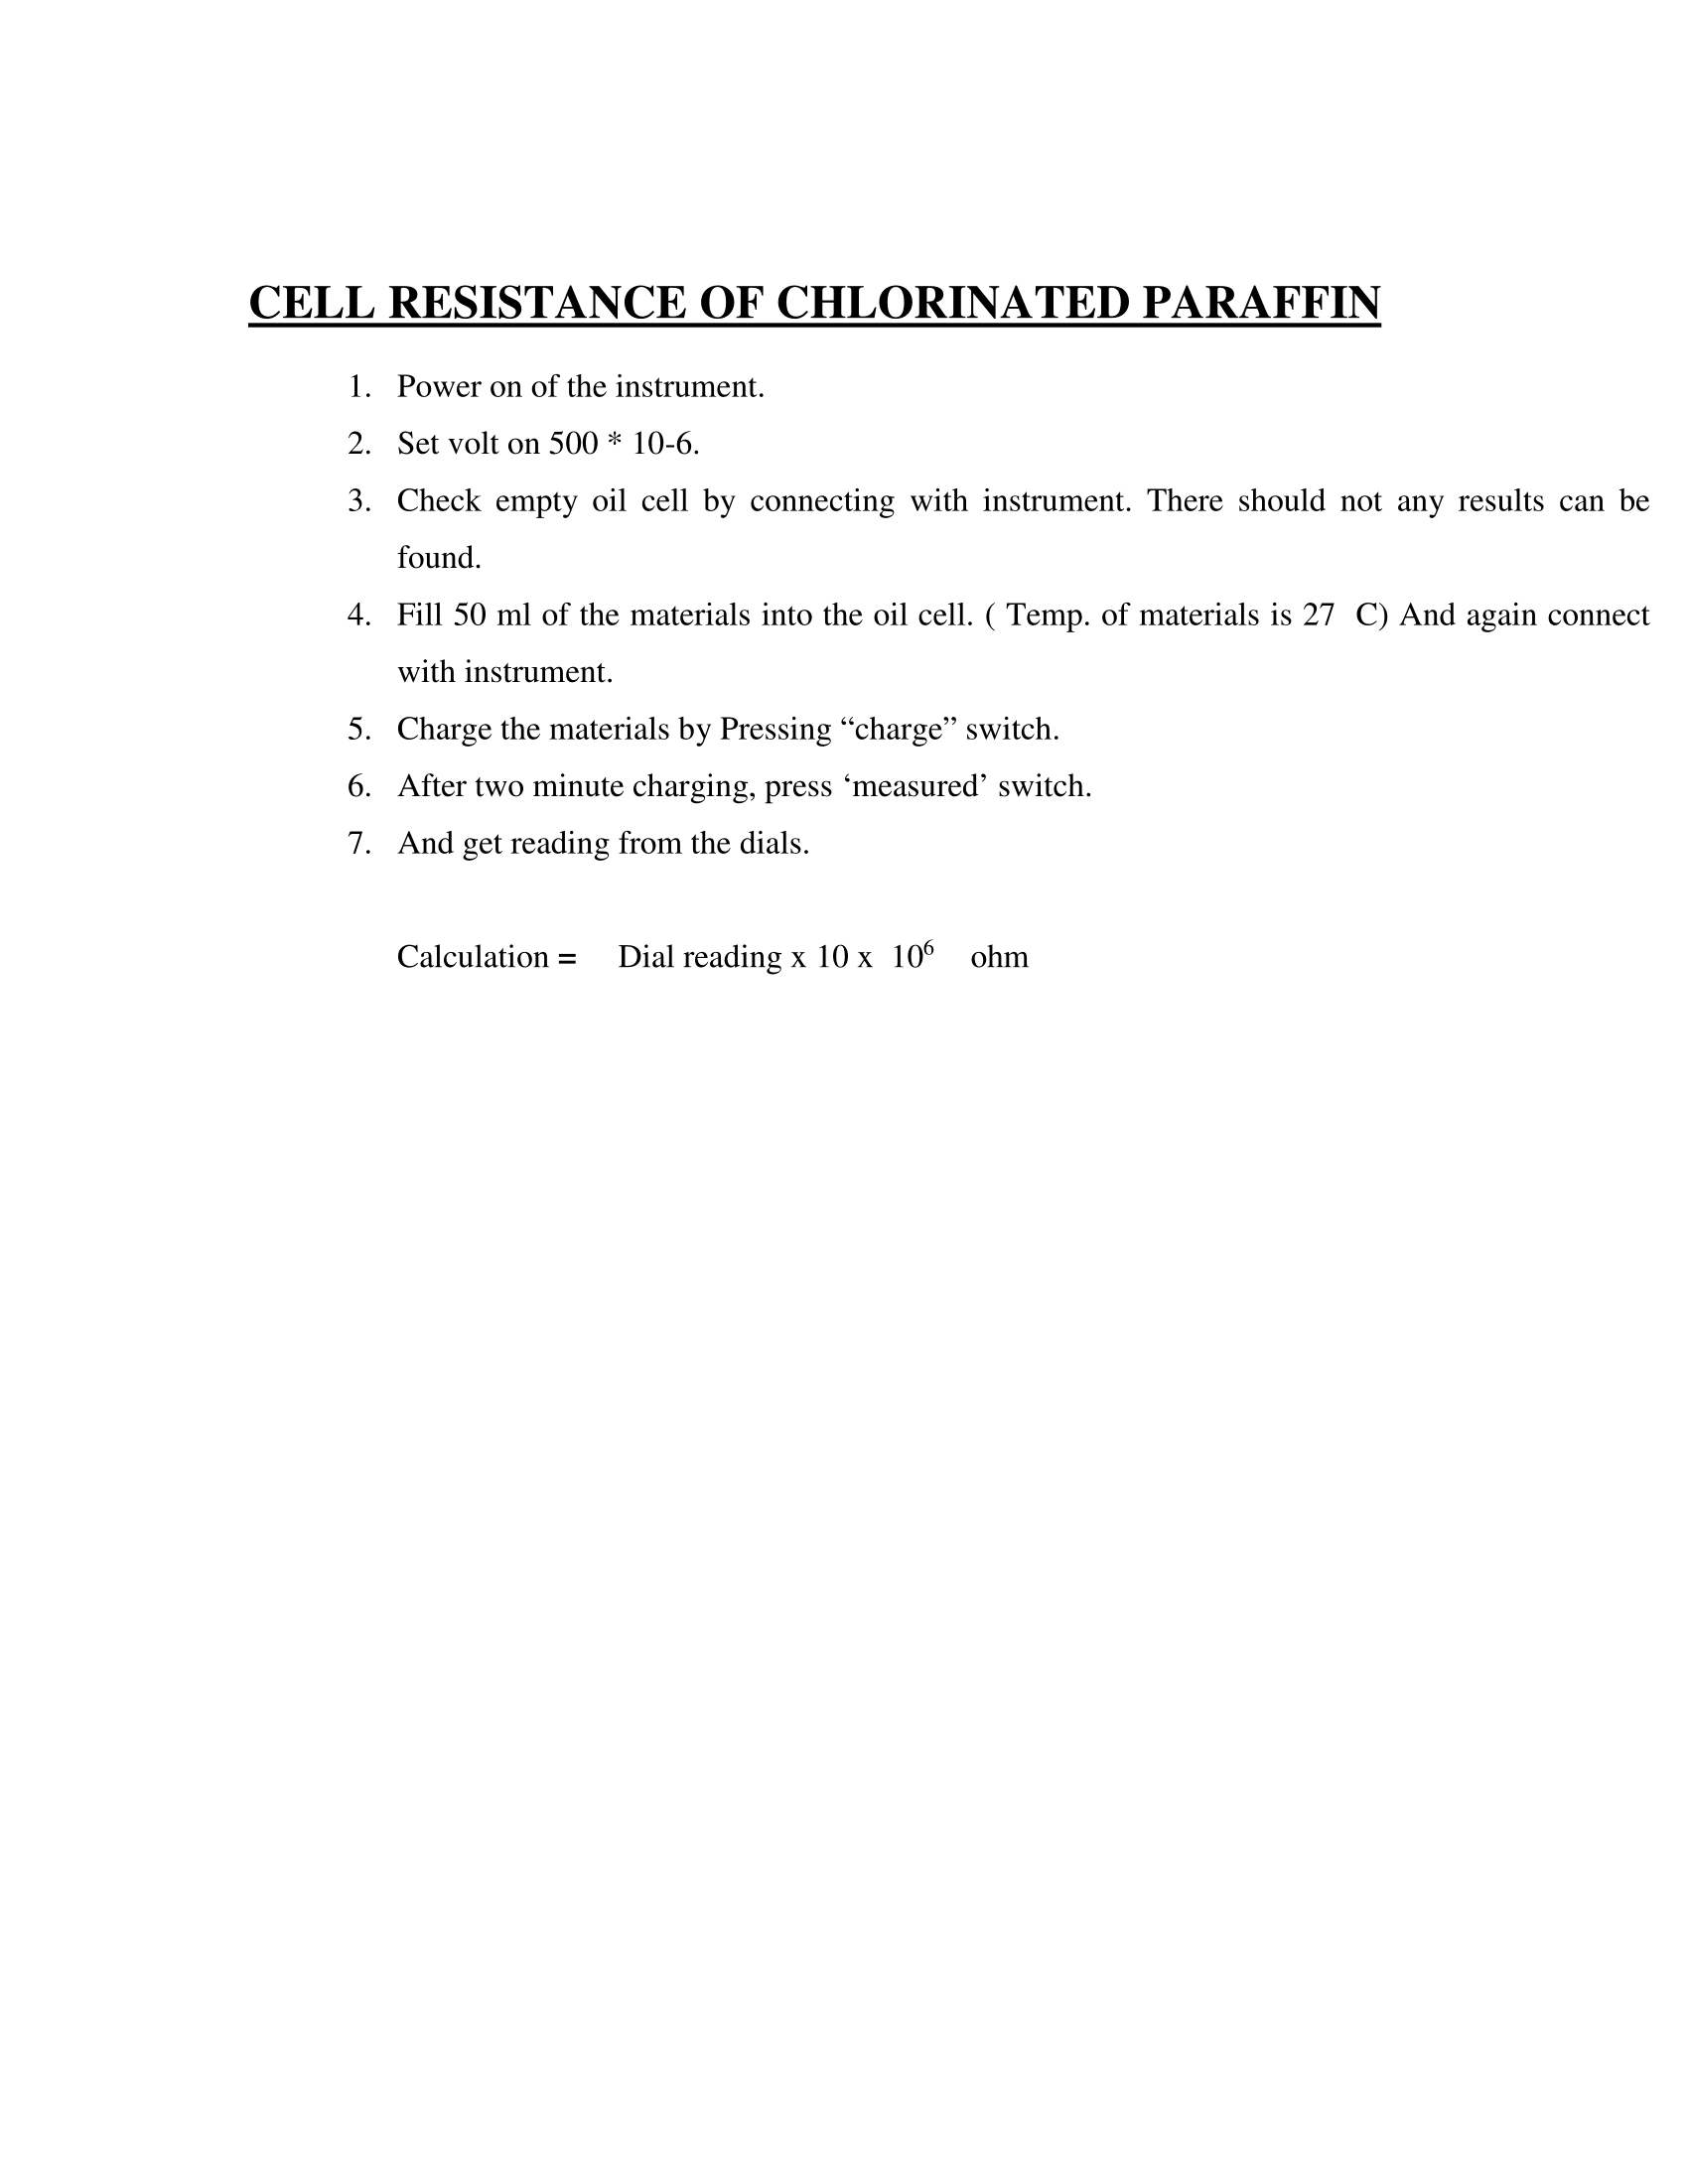 CELL RESISTANCE OF CHLORINATED PARAFFIN
1. Power on of the instrument.
2. Set volt on 500 * 10-6.
3. Check empty oil cell by connecting with instrument. There should not any results can be
found.
4. Fill 50 ml of the materials into the oil cell. ( Temp. of materials is 27  C) And again connect
with instrument.
5. Charge the materials by Pressing “charge” switch.
6. After two minute charging, press ‘measured’ switch.
7. And get reading from the dials.
Calculation = Dial reading x 10 x 10⁶ ohm